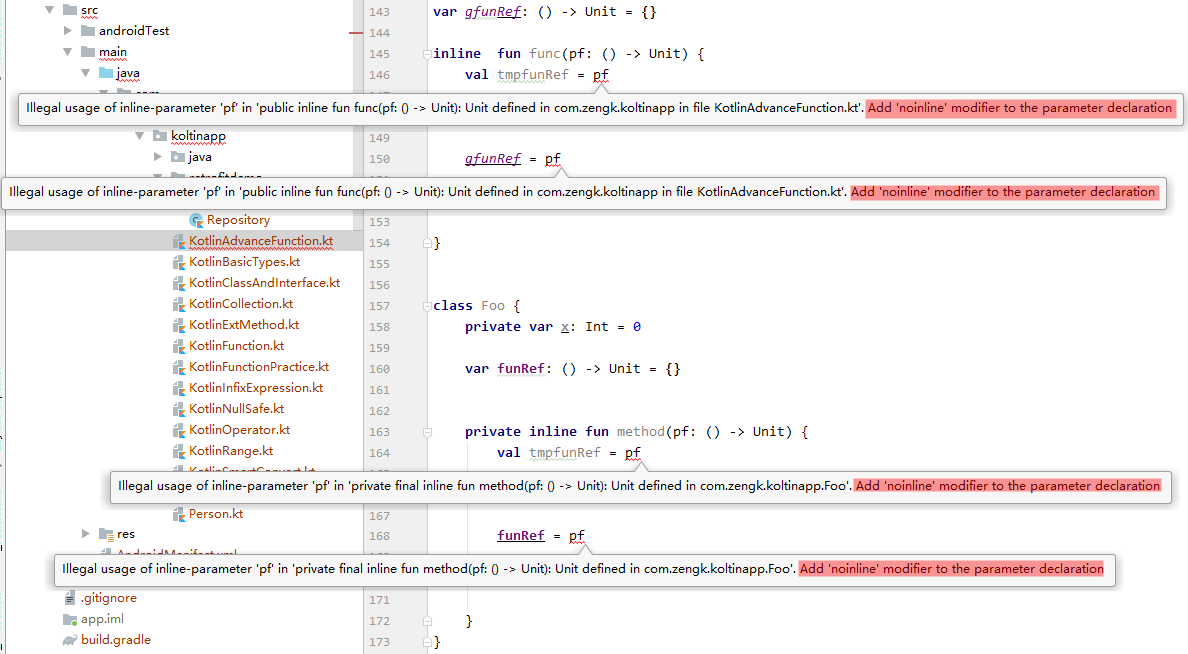 src
androidTest
main
java
koltinapp
java
Repository
KotlinAdvanceFunction.kt
KotlinBasicTypes.kt
KotlinClassAndInterface.kt
KotlinCollection.kt
KotlinExtMethod.kt
KotlinFunction.kt
KotlinFunctionPractice.kt
KotlinInfixExpression.kt
KotlinNullSafe.kt
KotlinOperator.kt
KotlinRange.kt
KotlinSmartConvert.kt
Person.kt
res
AndroidManifest.xml
.gitignore
app.iml
build.gradle
143 var gfunRef: () -> Unit = {}
144
145 inline  fun func(pf: () -> Unit) {
146 val tmpfunRef = pf
Illegal usage of inline-parameter 'pf' in 'public inline fun func(pf: () -> Unit): Unit defined in com.zengk.koltinapp in file KotlinAdvanceFunction.kt'. Add 'noinline' modifier to the parameter declaration
149
150 gfunRef = pf
Illegal usage of inline-parameter 'pf' in 'public inline fun func(pf: () -> Unit): Unit defined in com.zengk.koltinapp in file KotlinAdvanceFunction.kt'. Add 'noinline' modifier to the parameter declaration
153
154 }
155
156
157 class Foo {
158 private var x: Int = 0
159
160 var funRef: () -> Unit = {}
161
162
163 private inline fun method(pf: () -> Unit) {
164 val tmpfunRef = pf
Illegal usage of inline-parameter 'pf' in 'private final inline fun method(pf: () -> Unit): Unit defined in com.zengk.koltinapp.Foo'. Add 'noinline' modifier to the parameter declaration
167
168 funRef = pf
Illegal usage of inline-parameter 'pf' in 'private final inline fun method(pf: () -> Unit): Unit defined in com.zengk.koltinapp.Foo'. Add 'noinline' modifier to the parameter declaration
171
172 }
173 }